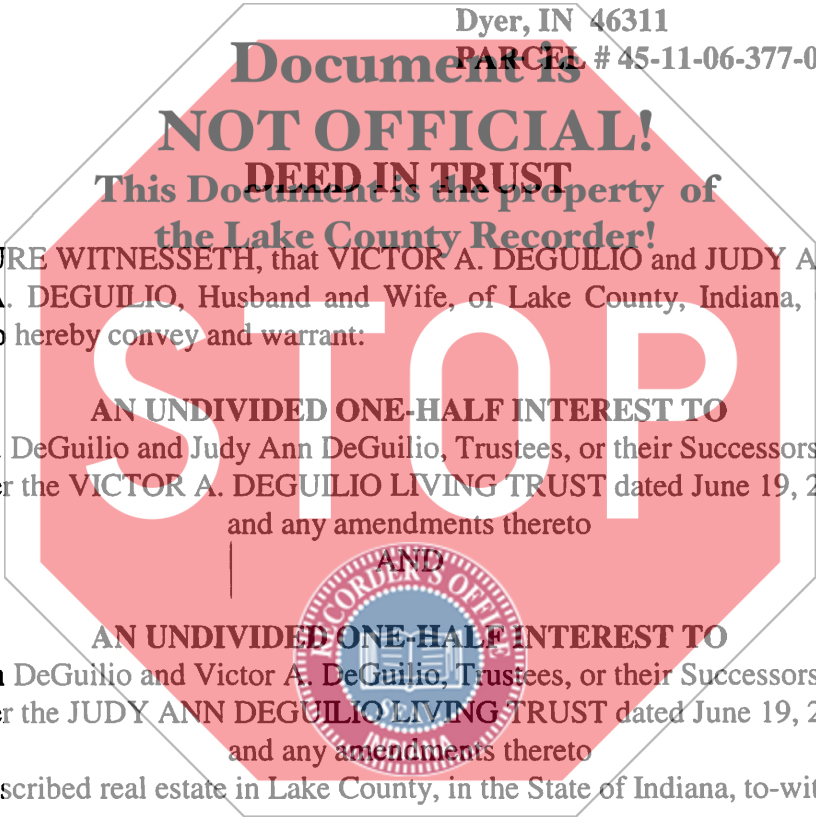 Dyer, IN 46311
PARCEL # 45-11-06-377-0
Document is
NOT OFFICIAL!
DEED IN TRUST
This Document is the property of
the Lake County Recorder!
URE WITNESSETH, that VICTOR A. DEGUILIO and JUDY A
A. DEGUILIO, Husband and Wife, of Lake County, Indiana,
hereby convey and warrant:
STOP
AN UNDIVIDED ONE-HALF INTEREST TO
DeGuilio and Judy Ann DeGuilio, Trustees, or their Successors
r the VICTOR A. DEGUILIO LIVING TRUST dated June 19, 2
and any amendments thereto
AND
RECORDER'S OFFICE
AN UNDIVIDED ONE-HALF INTEREST TO
DeGuilio and Victor A. DeGuilio, Trustees, or their Successors
r the JUDY ANN DEGUILIO LIVING TRUST dated June 19, 2
SEAL
INDIANA
and any amendments thereto
scribed real estate in Lake County, in the State of Indiana, to-wit